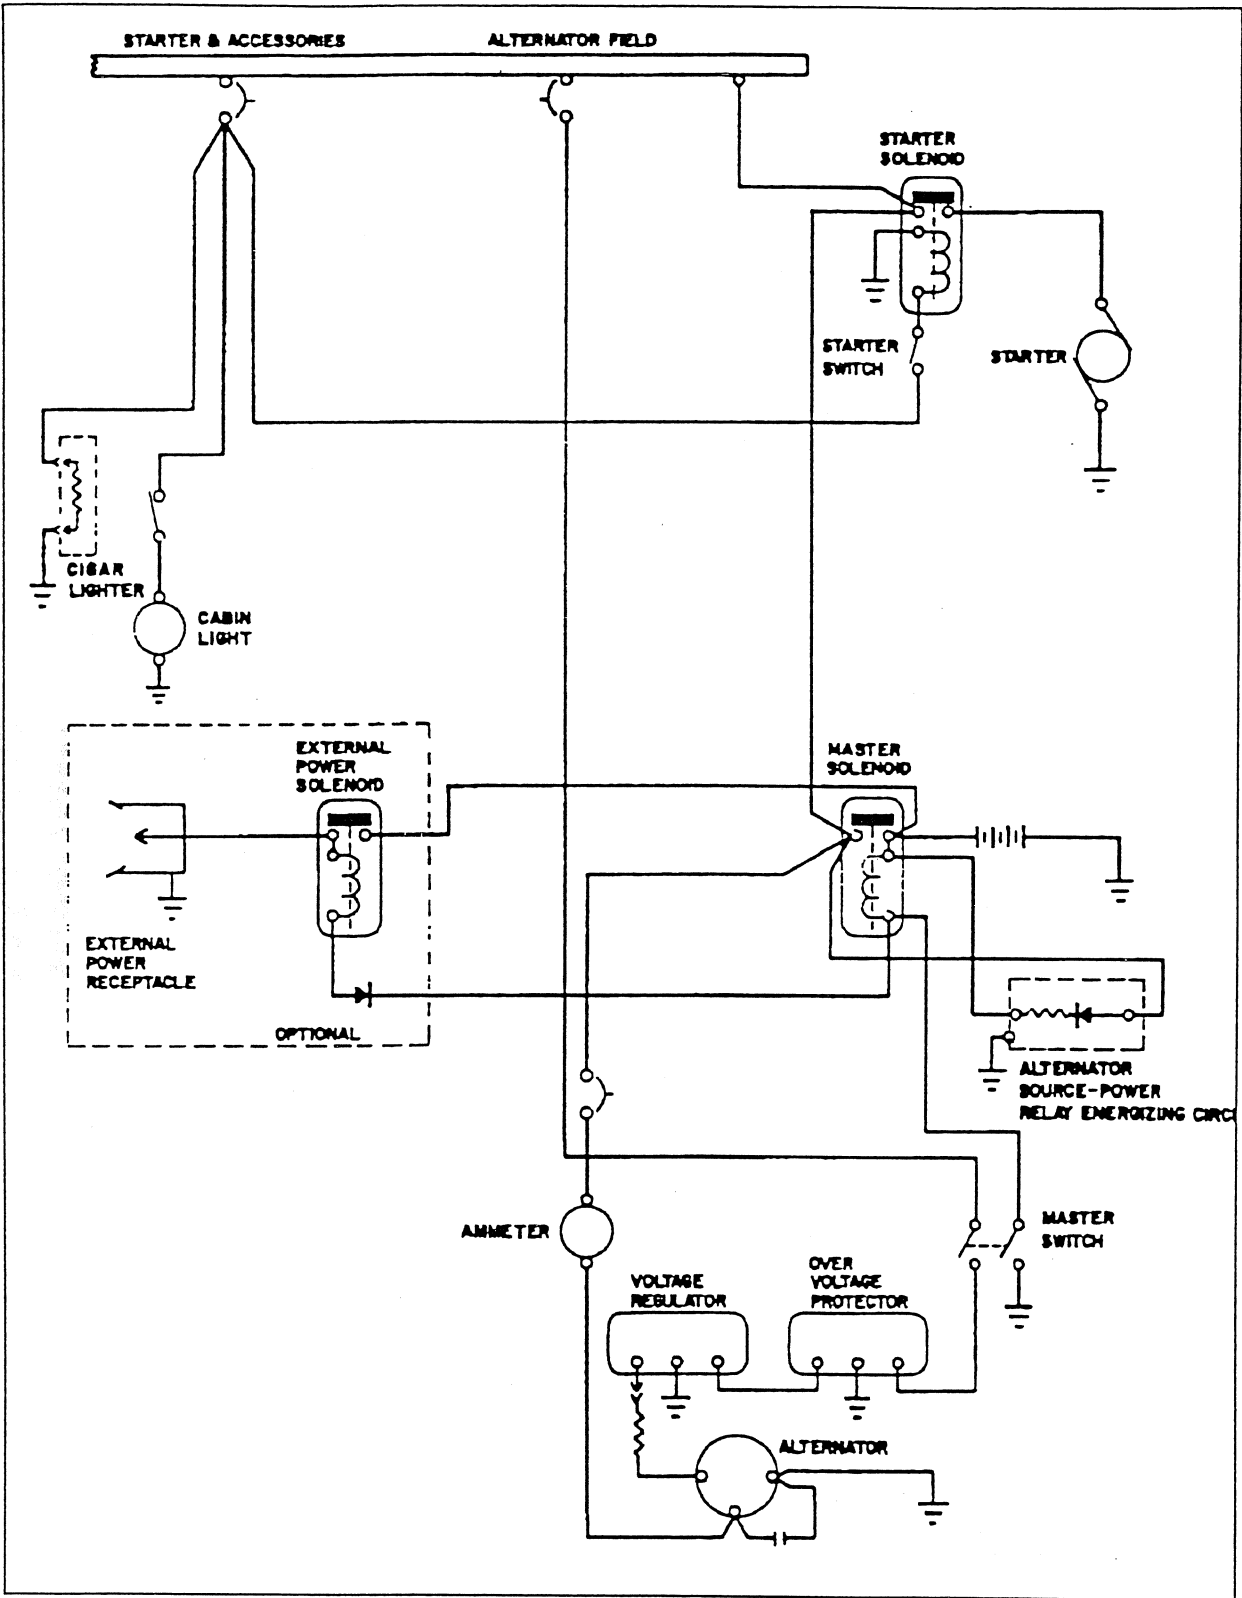 STARTER & ACCESSORIES
ALTERNATOR FIELD
STARTER
SOLENOID
STARTER
SWITCH
STARTER
CIGAR
LIGHTER
CABIN
LIGHT
EXTERNAL
POWER
SOLENOID
MASTER
SOLENOID
EXTERNAL
POWER
RECEPTACLE
OPTIONAL
ALTERNATOR
SOURCE-POWER
RELAY ENERGIZING CIRC
AMMETER
MASTER
SWITCH
VOLTAGE
REGULATOR
OVER
VOLTAGE
PROTECTOR
ALTERNATOR